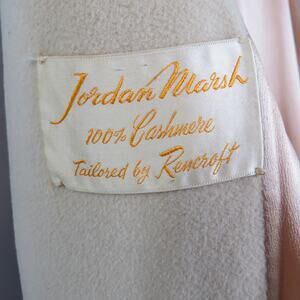 Jordan Marsh
100% Cashmere
Tailored by Rencroft